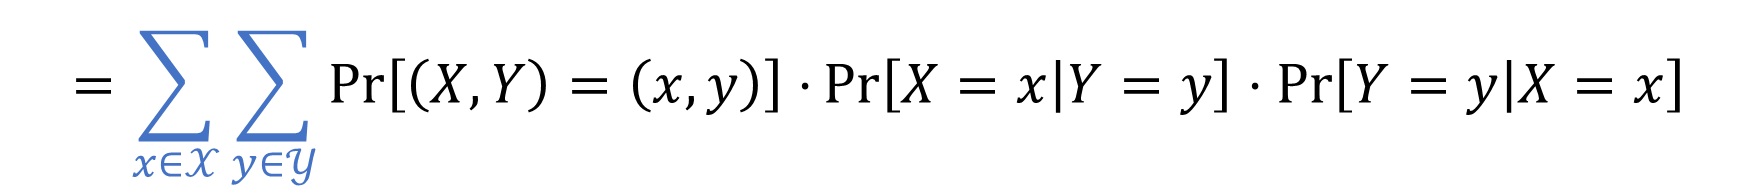 = ∑_{x∈𝒳} ∑_{y∈𝒴} Pr[(X, Y) = (x, y)] · Pr[X = x|Y = y] · Pr[Y = y|X = x]